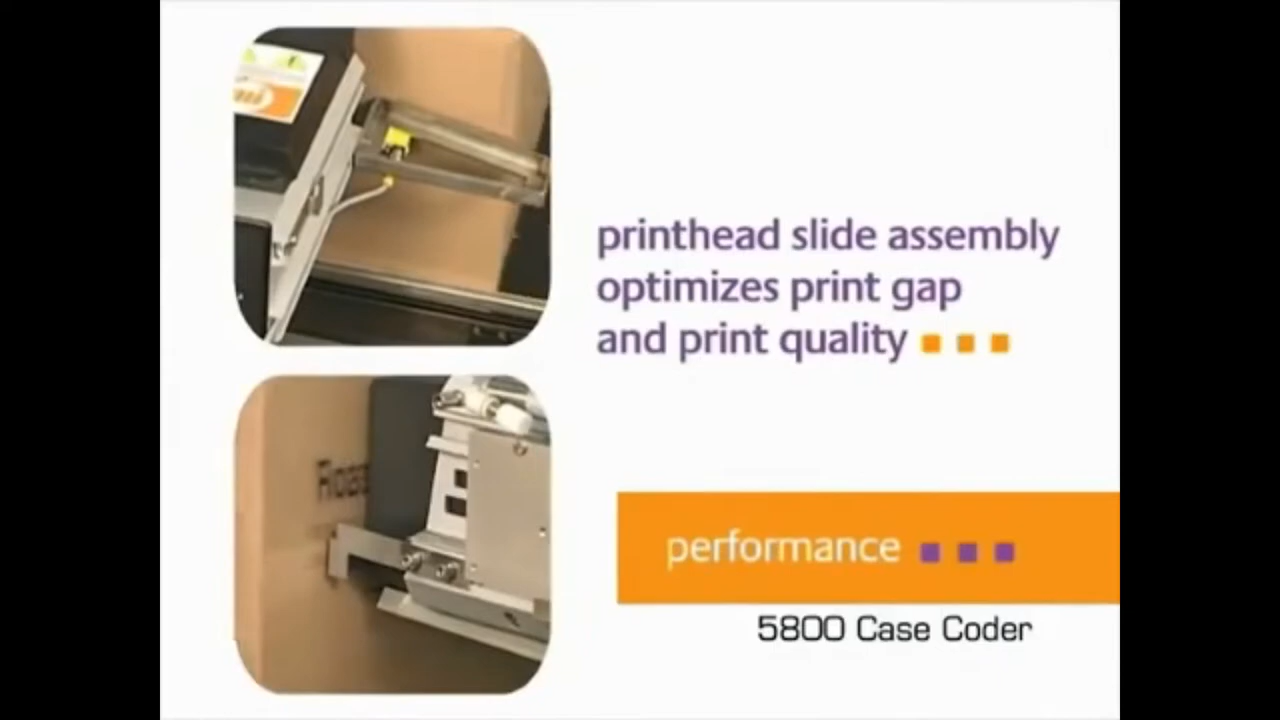 printhead slide assembly
optimizes print gap
and print quality
performance
5800 Case Coder